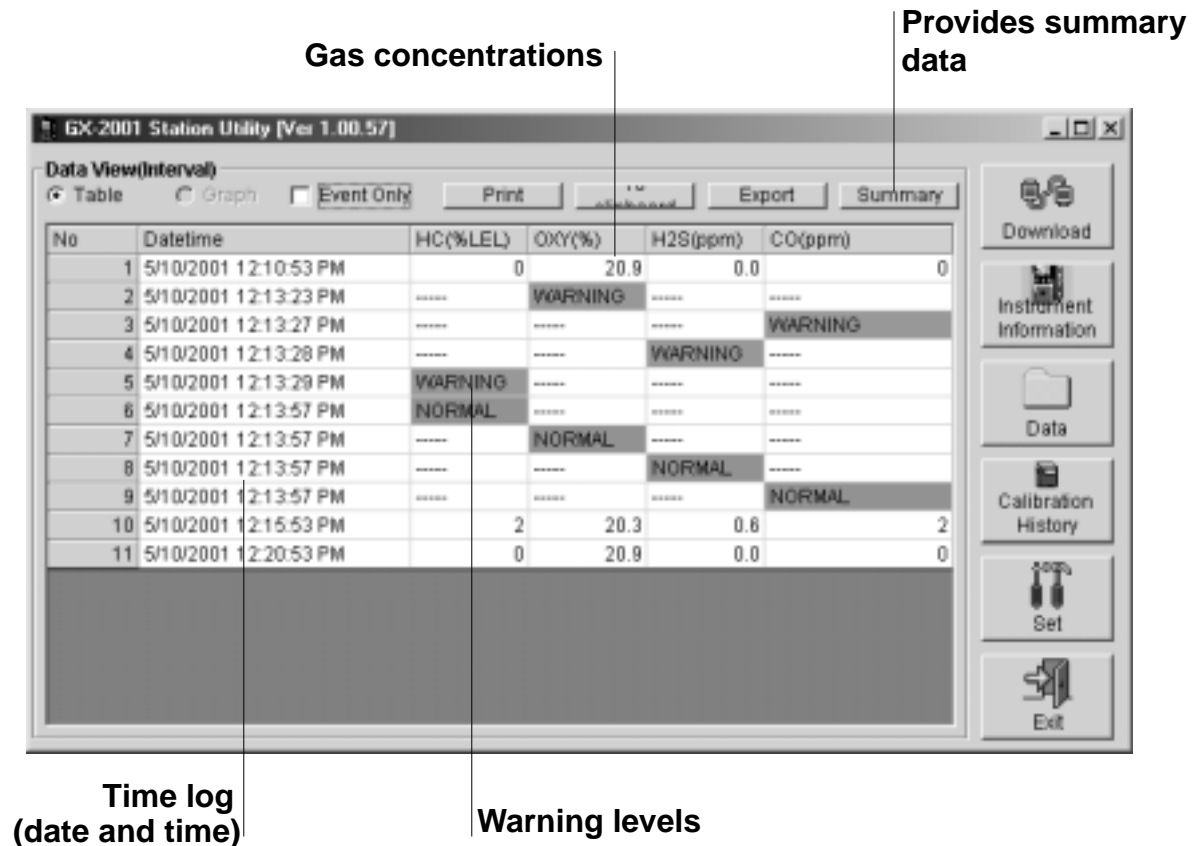 Provides summary
data
Gas concentrations
GX-2001 Station Utility [Ver 1.00.57]
Data View(Interval)
Table Graph Event Only Print Export Summary
No Datetime HC(%LEL) OXY(%) H2S(ppm) CO(ppm)
1 5/10/2001 12:10:53 PM 0 20.9 0.0 0
2 5/10/2001 12:13:23 PM ----- WARNING ----- -----
3 5/10/2001 12:13:27 PM ----- ----- ----- WARNING
4 5/10/2001 12:13:28 PM ----- ----- WARNING -----
5 5/10/2001 12:13:29 PM WARNING ----- ----- -----
6 5/10/2001 12:13:57 PM NORMAL ----- ----- -----
7 5/10/2001 12:13:57 PM ----- NORMAL ----- -----
8 5/10/2001 12:13:57 PM ----- ----- NORMAL -----
9 5/10/2001 12:13:57 PM ----- ----- ----- NORMAL
10 5/10/2001 12:15:53 PM 2 20.3 0.6 2
11 5/10/2001 12:20:53 PM 0 20.9 0.0 0
Download
Instrument
Information
Data
Calibration
History
Set
Exit
Time log
(date and time)
Warning levels